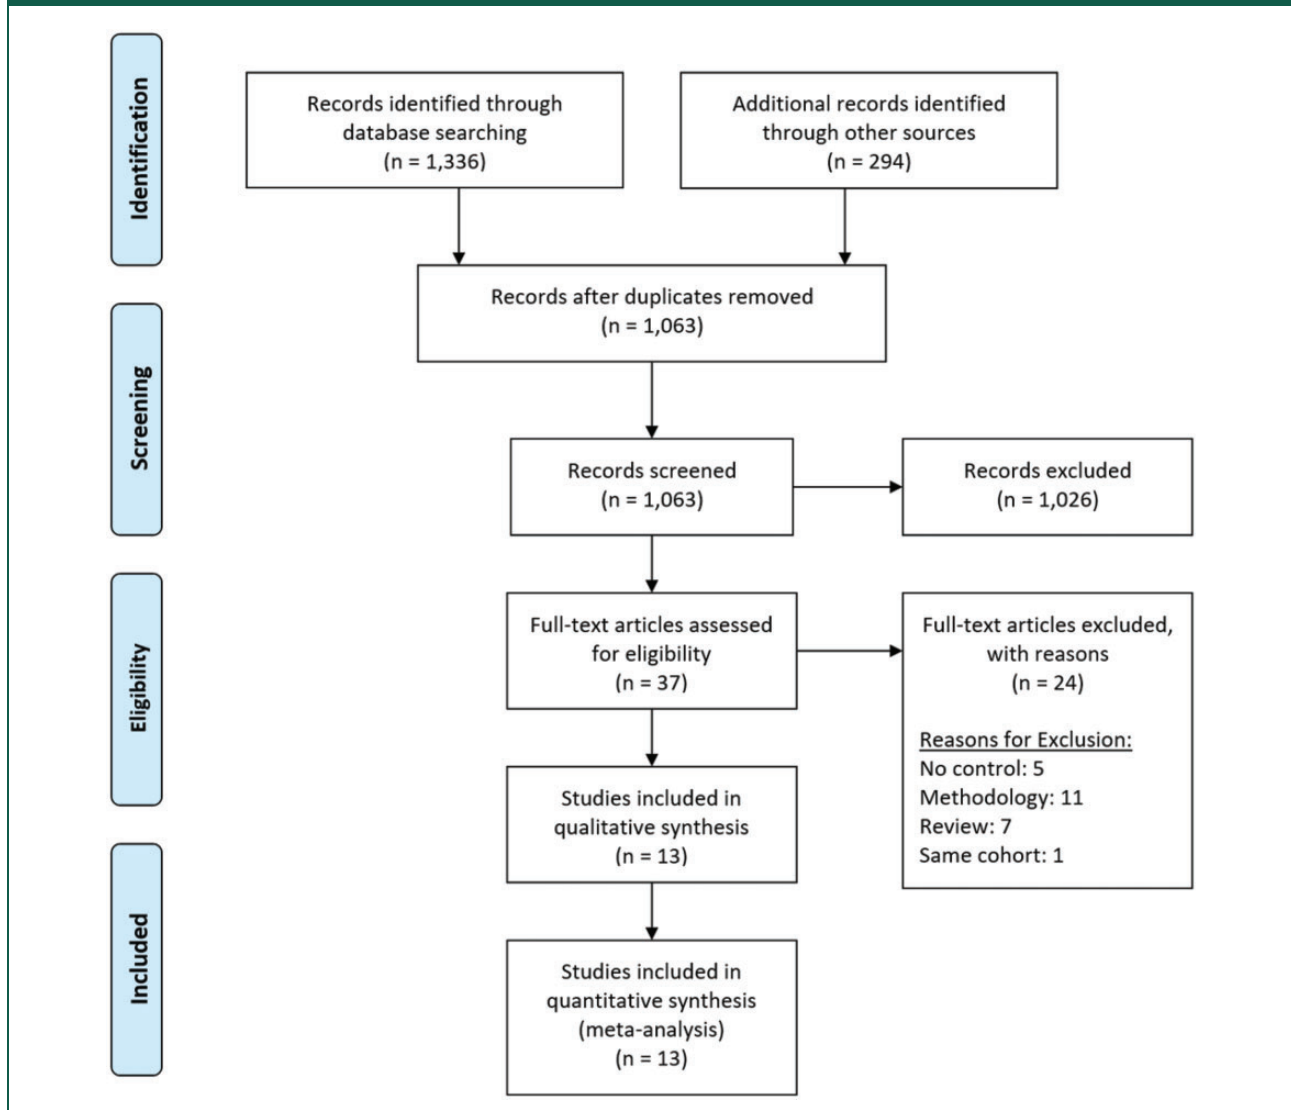 Identification
Records identified through
database searching
(n = 1,336)
Additional records identified
through other sources
(n = 294)
Records after duplicates removed
(n = 1,063)
Screening
Records screened
(n = 1,063)
Records excluded
(n = 1,026)
Eligibility
Full-text articles assessed
for eligibility
(n = 37)
Full-text articles excluded,
with reasons
(n = 24)
Reasons for Exclusion:
No control: 5
Methodology: 11
Review: 7
Same cohort: 1
Studies included in
qualitative synthesis
(n = 13)
Included
Studies included in
quantitative synthesis
(meta-analysis)
(n = 13)